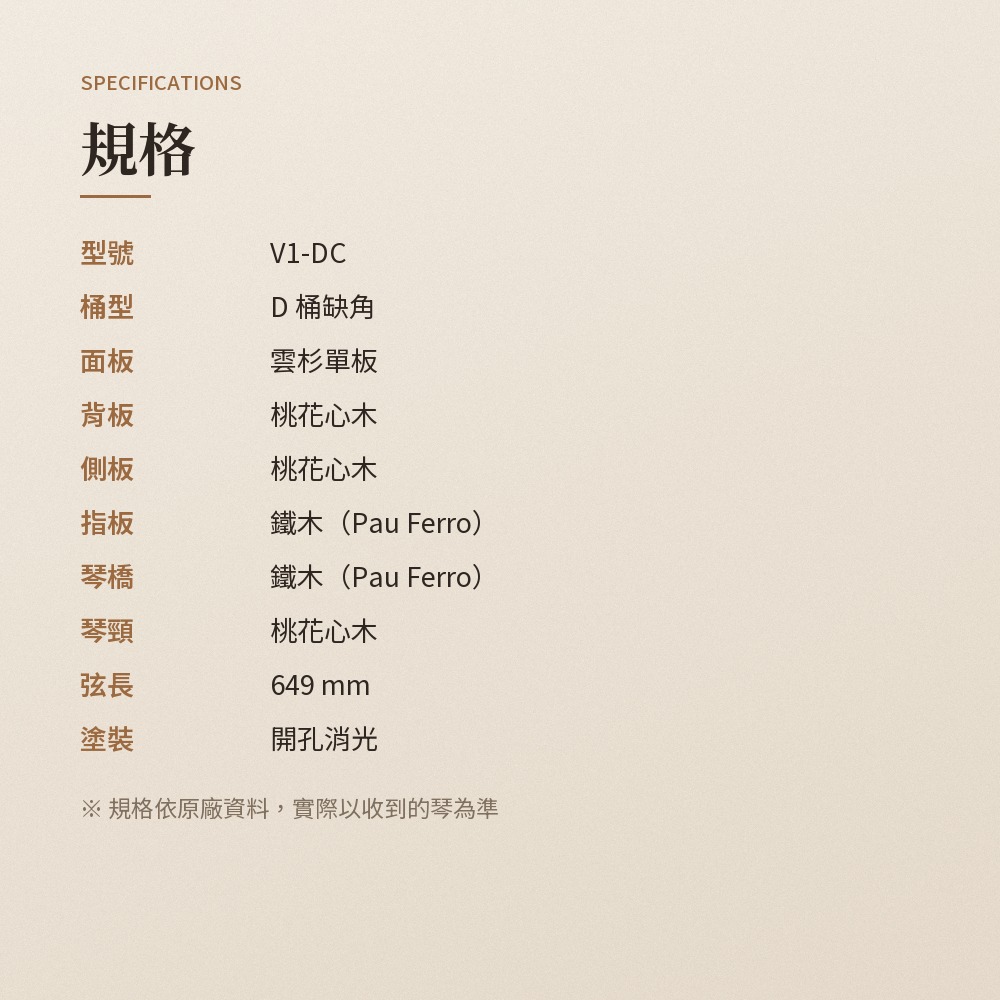 SPECIFICATIONS
規格
型號 V1-DC
桶型 D 桶缺角
面板 雲杉單板
背板 桃花心木
側板 桃花心木
指板 鐵木（Pau Ferro）
琴橋 鐵木（Pau Ferro）
琴頸 桃花心木
弦長 649 mm
塗裝 開孔消光
※ 規格依原廠資料，實際以收到的琴為準